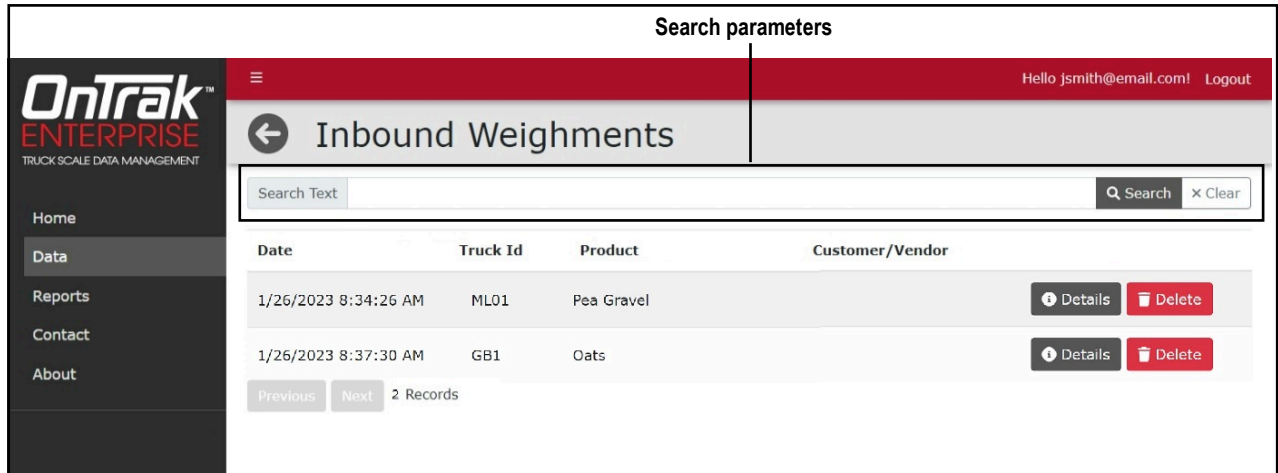 Search parameters
OnTrak™
ENTERPRISE
TRUCK SCALE DATA MANAGEMENT
Hello jsmith@email.com! Logout
Inbound Weighments
Search Text Search × Clear
Home
Data
Reports
Contact
About
Date Truck Id Product Customer/Vendor
1/26/2023 8:34:26 AM ML01 Pea Gravel Details Delete
1/26/2023 8:37:30 AM GB1 Oats Details Delete
Previous Next 2 Records